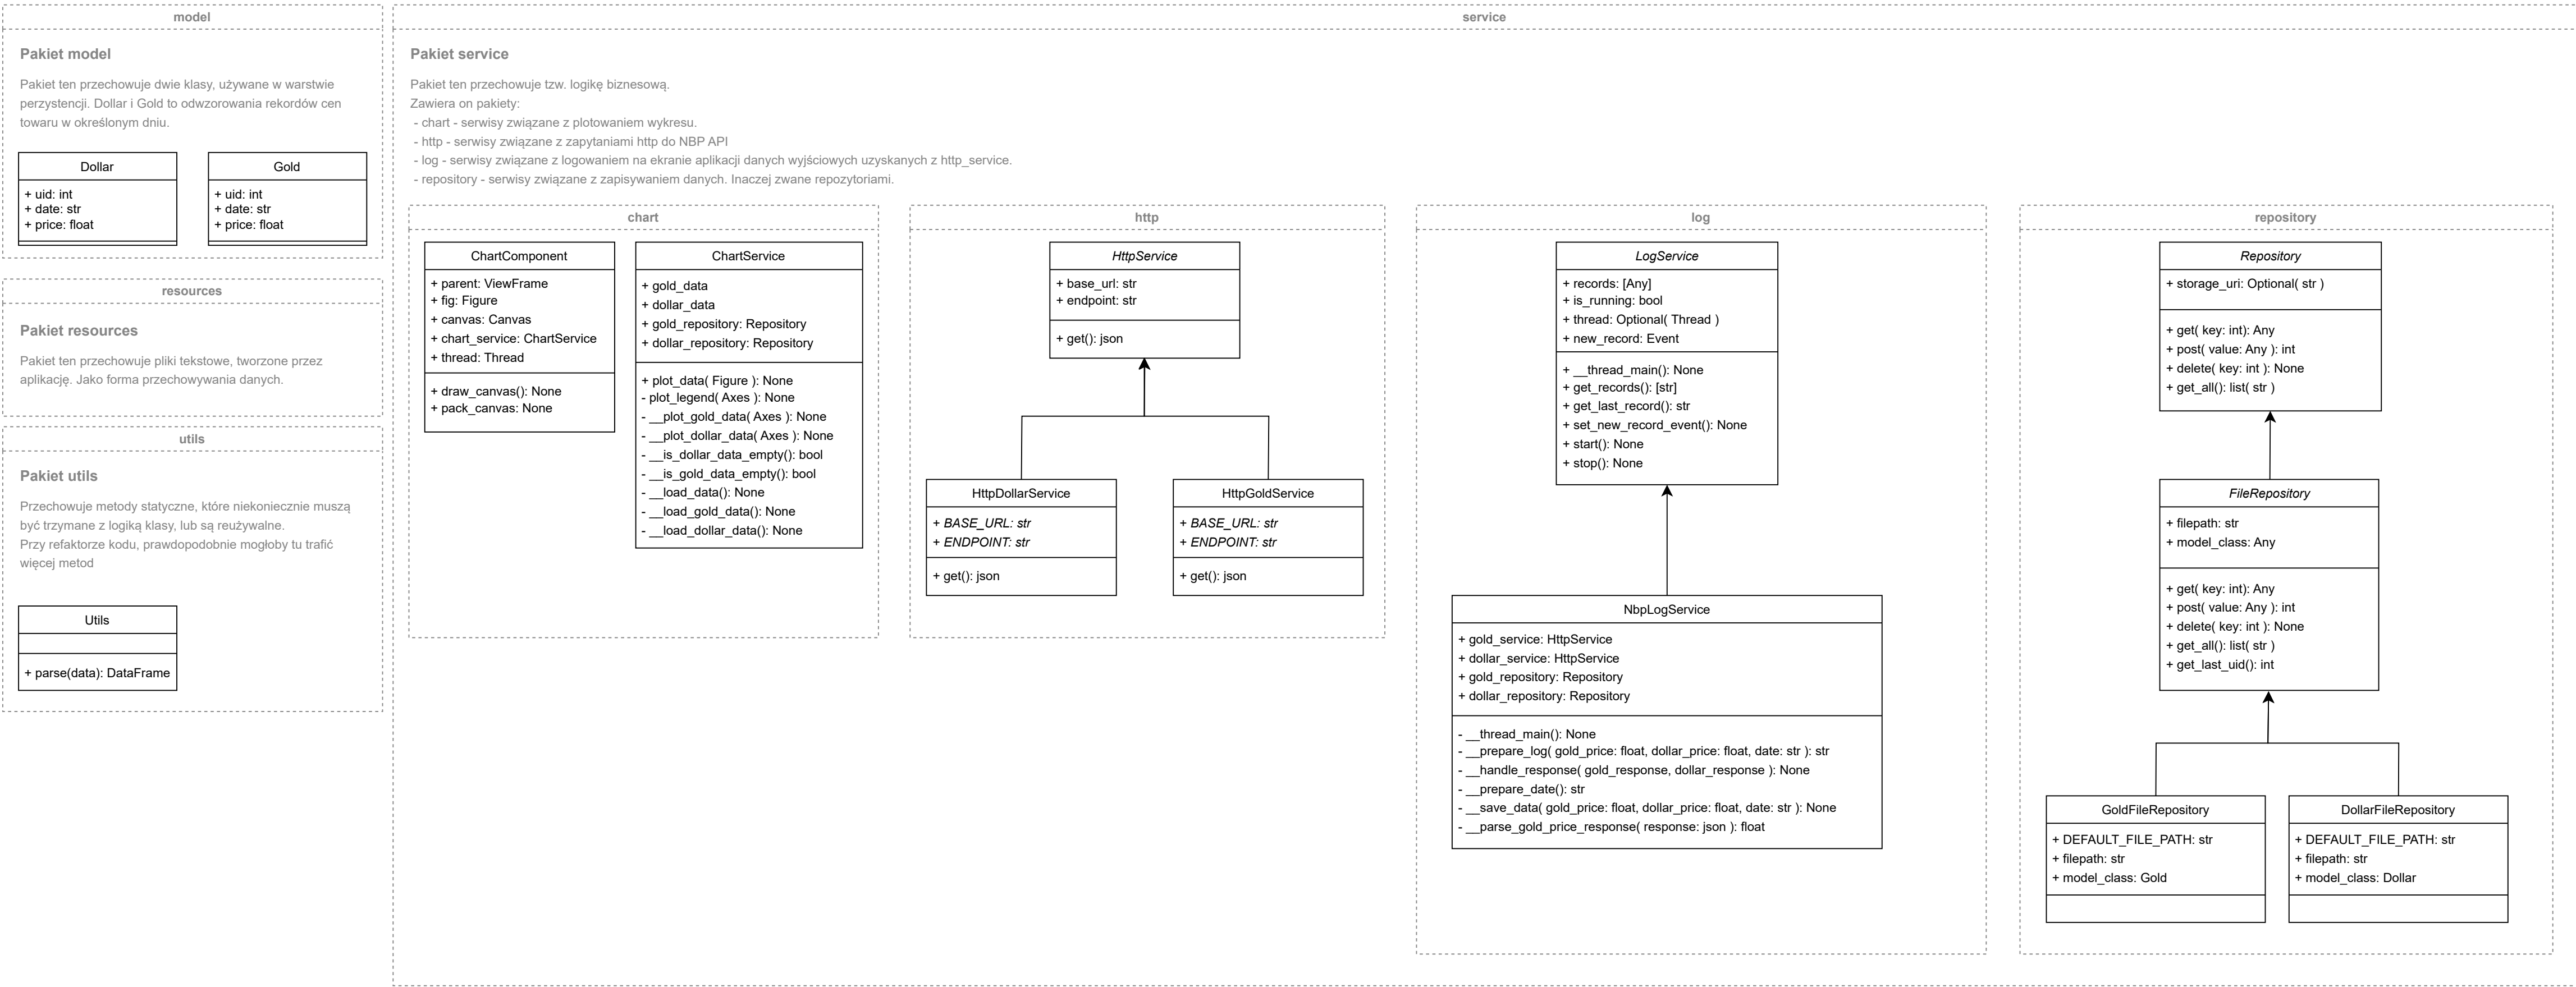 model
Pakiet model
Pakiet ten przechowuje dwie klasy, używane w warstwie
perzystencji. Dollar i Gold to odwzorowania rekordów cen
towaru w określonym dniu.
Dollar
+ uid: int
+ date: str
+ price: float
Gold
+ uid: int
+ date: str
+ price: float
resources
Pakiet resources
Pakiet ten przechowuje pliki tekstowe, tworzone przez
aplikację. Jako forma przechowywania danych.
utils
Pakiet utils
Przechowuje metody statyczne, które niekoniecznie muszą
być trzymane z logiką klasy, lub są reużywalne.
Przy refaktorze kodu, prawdopodobnie mogłoby tu trafić
więcej metod
Utils
+ parse(data): DataFrame
service
Pakiet service
Pakiet ten przechowuje tzw. logikę biznesową.
Zawiera on pakiety:
- chart - serwisy związane z plotowaniem wykresu.
- http - serwisy związane z zapytaniami http do NBP API
- log - serwisy związane z logowaniem na ekranie aplikacji danych wyjściowych uzyskanych z http_service.
- repository - serwisy związane z zapisywaniem danych. Inaczej zwane repozytoriami.
chart
ChartComponent
+ parent: ViewFrame
+ fig: Figure
+ canvas: Canvas
+ chart_service: ChartService
+ thread: Thread
+ draw_canvas(): None
+ pack_canvas: None
ChartService
+ gold_data
+ dollar_data
+ gold_repository: Repository
+ dollar_repository: Repository
+ plot_data( Figure ): None
- plot_legend( Axes ): None
- __plot_gold_data( Axes ): None
- __plot_dollar_data( Axes ): None
- __is_dollar_data_empty(): bool
- __is_gold_data_empty(): bool
- __load_data(): None
- __load_gold_data(): None
- __load_dollar_data(): None
http
HttpService
+ base_url: str
+ endpoint: str
+ get(): json
HttpDollarService
+ BASE_URL: str
+ ENDPOINT: str
+ get(): json
HttpGoldService
+ BASE_URL: str
+ ENDPOINT: str
+ get(): json
log
LogService
+ records: [Any]
+ is_running: bool
+ thread: Optional( Thread )
+ new_record: Event
+ __thread_main(): None
+ get_records(): [str]
+ get_last_record(): str
+ set_new_record_event(): None
+ start(): None
+ stop(): None
NbpLogService
+ gold_service: HttpService
+ dollar_service: HttpService
+ gold_repository: Repository
+ dollar_repository: Repository
- __thread_main(): None
- __prepare_log( gold_price: float, dollar_price: float, date: str ): str
- __handle_response( gold_response, dollar_response ): None
- __prepare_date(): str
- __save_data( gold_price: float, dollar_price: float, date: str ): None
- __parse_gold_price_response( response: json ): float
repository
Repository
+ storage_uri: Optional( str )
+ get( key: int): Any
+ post( value: Any ): int
+ delete( key: int ): None
+ get_all(): list( str )
FileRepository
+ filepath: str
+ model_class: Any
+ get( key: int): Any
+ post( value: Any ): int
+ delete( key: int ): None
+ get_all(): list( str )
+ get_last_uid(): int
GoldFileRepository
+ DEFAULT_FILE_PATH: str
+ filepath: str
+ model_class: Gold
DollarFileRepository
+ DEFAULT_FILE_PATH: str
+ filepath: str
+ model_class: Dollar